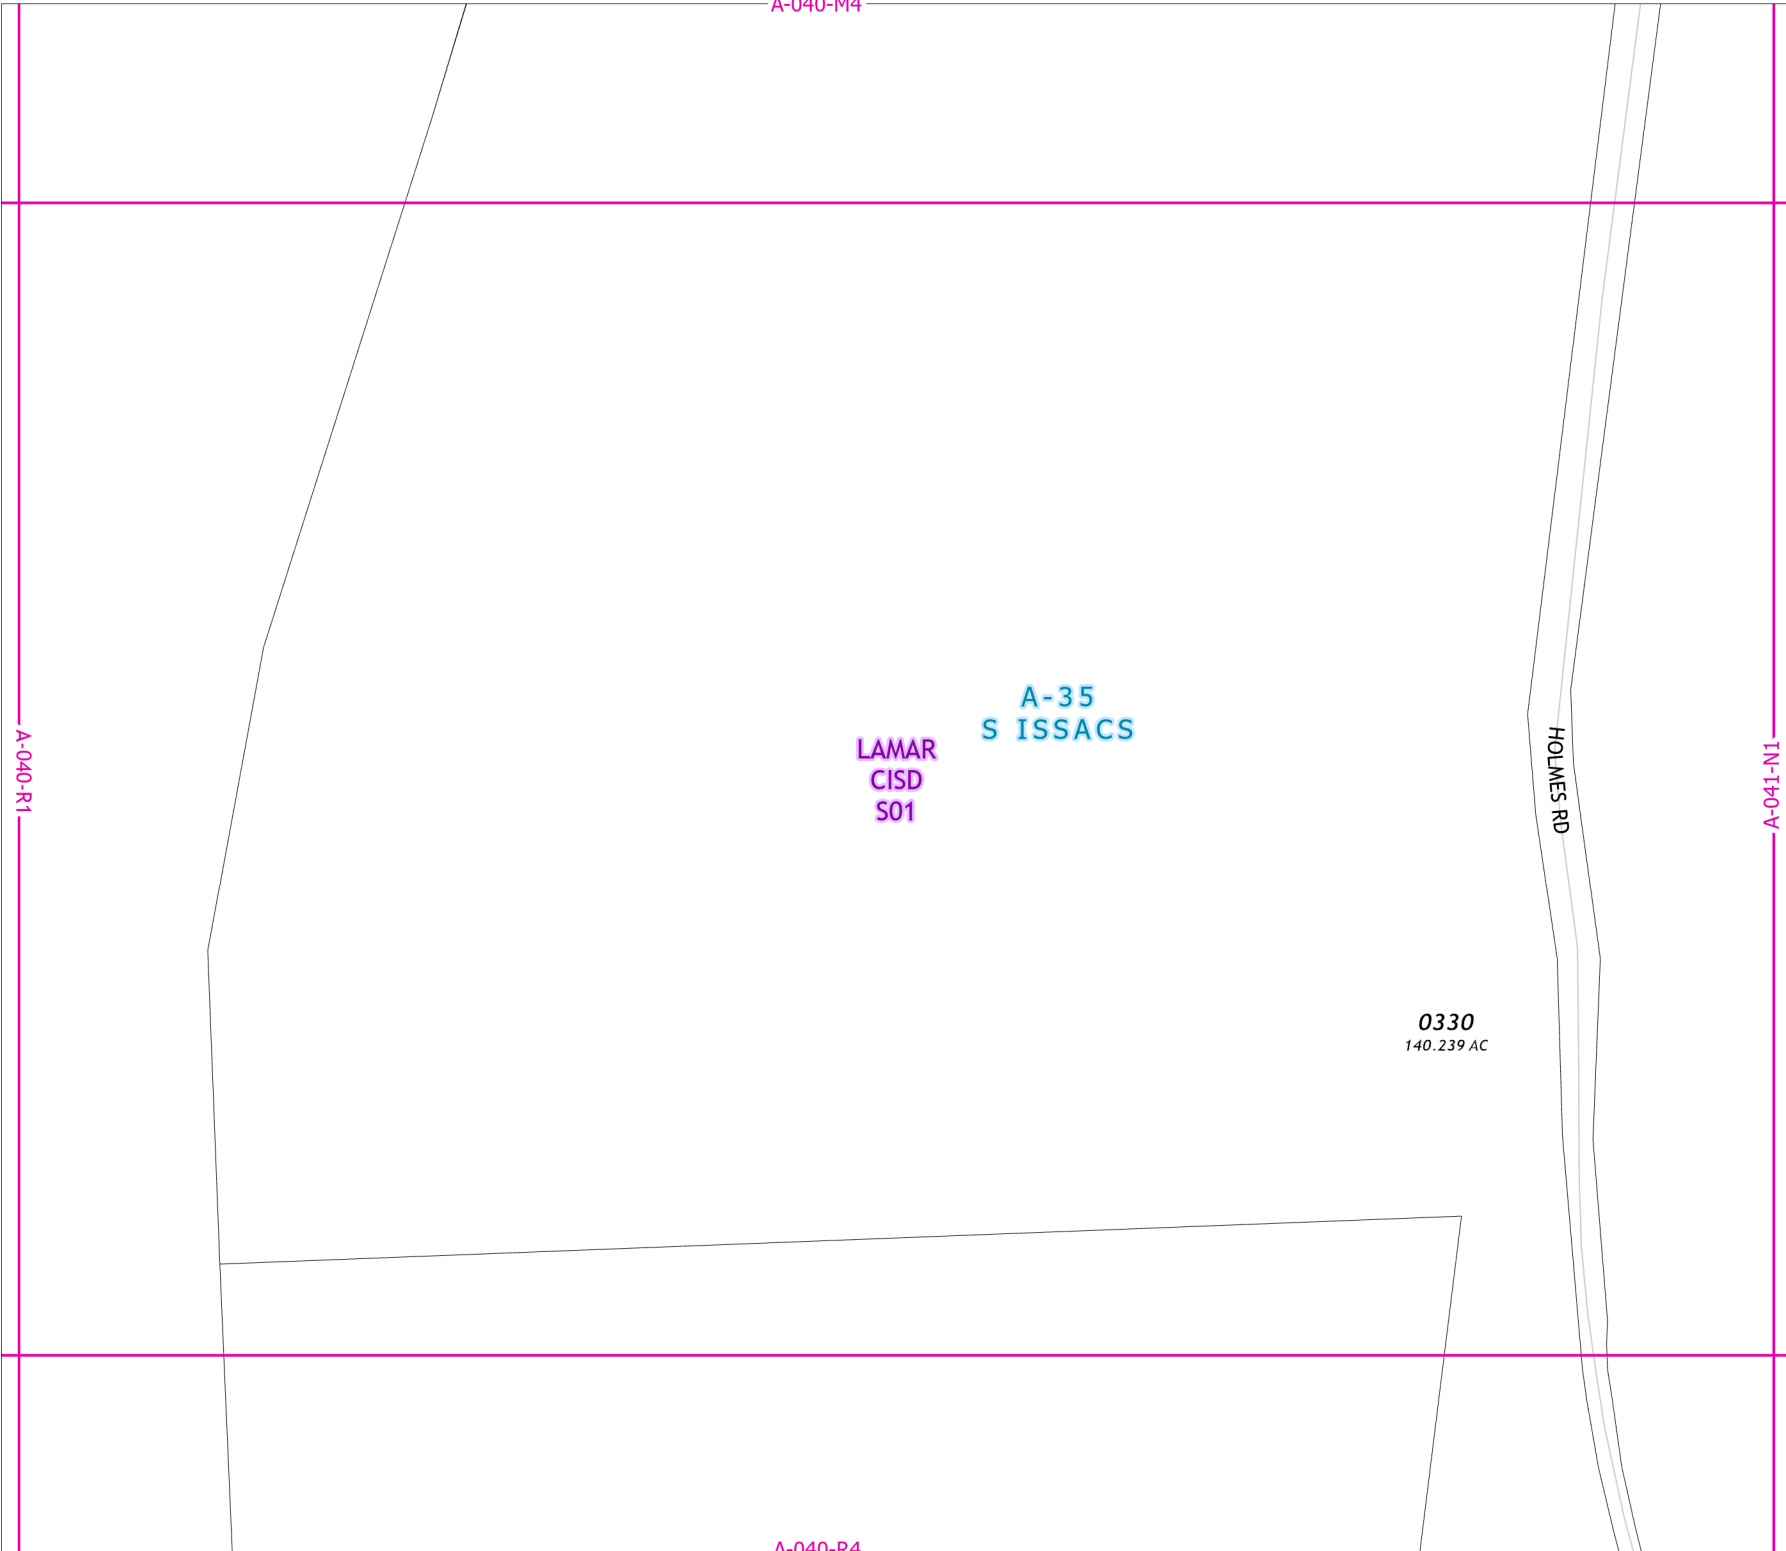 A-040-M4
A-35
S ISSACS
LAMAR
CISD
S01
A-040-R1
HOLMES RD
A-041-N1
0330
140.239 AC
A-040-R4